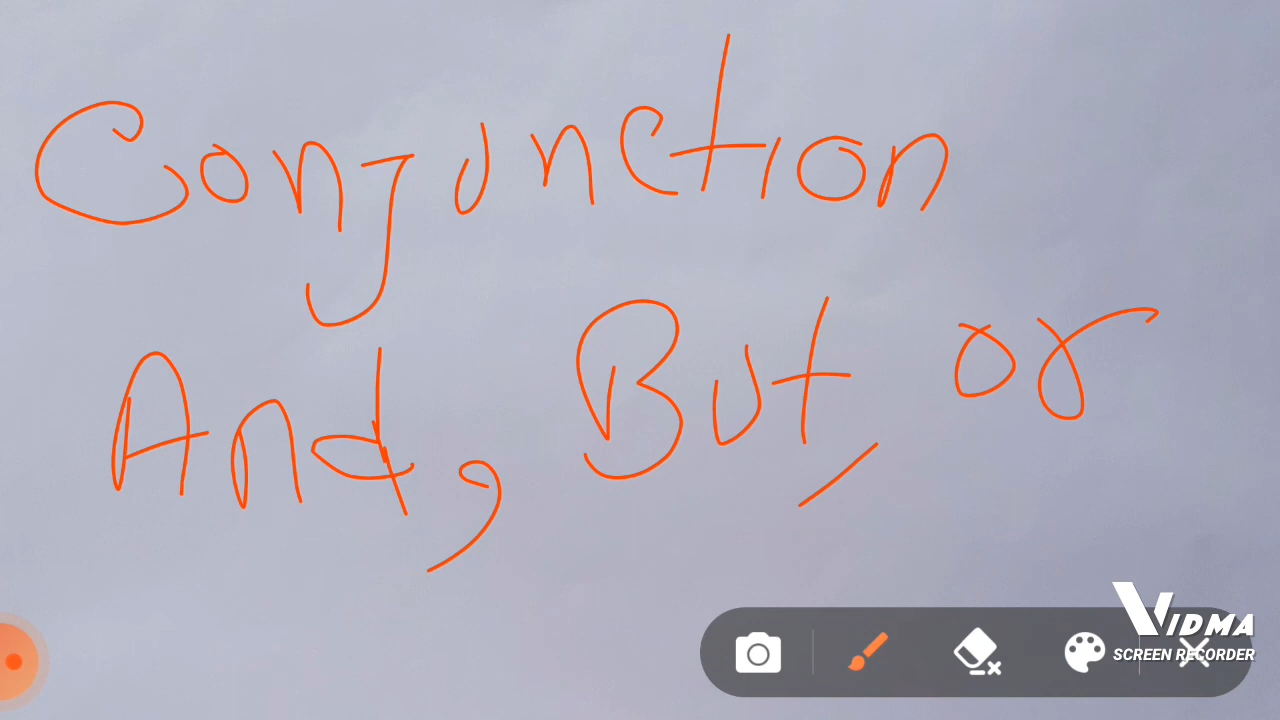 Conjunction
And, But, or
VIDMA
SCREEN RECORDER